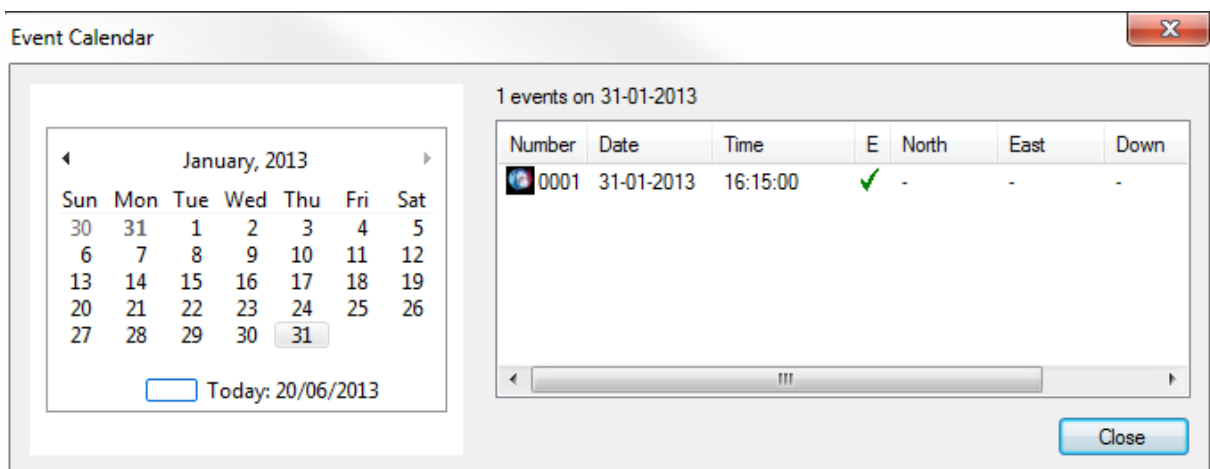 Event Calendar
January, 2013
Sun Mon Tue Wed Thu Fri Sat
30 31 1 2 3 4 5
6 7 8 9 10 11 12
13 14 15 16 17 18 19
20 21 22 23 24 25 26
27 28 29 30 31
Today: 20/06/2013
1 events on 31-01-2013
Number Date Time E North East Down
0001 31-01-2013 16:15:00 ✓ - - -
Close